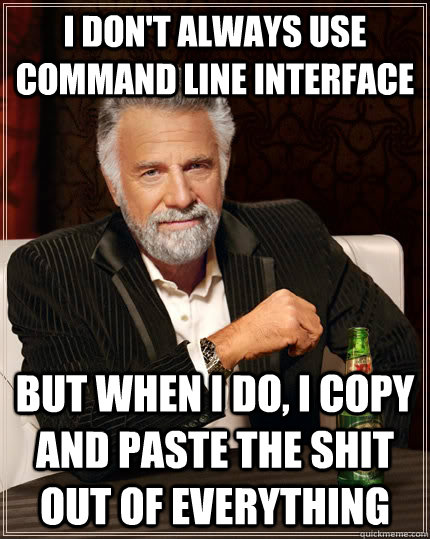 I DON'T ALWAYS USE
COMMAND LINE INTERFACE
BUT WHEN I DO, I COPY
AND PASTE THE SHIT
OUT OF EVERYTHING
quickmeme.com